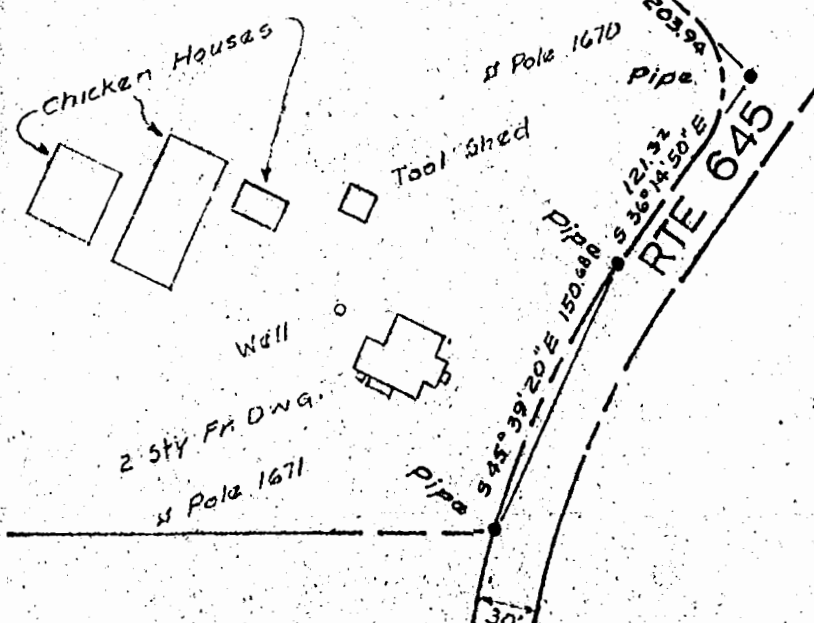 203.94
Chicken Houses
Pole 1670
Pipe
Tool Shed
121.32
S 36° 14' 50" E
RTE 645
Pipe
150.68
S 45° 39' 20" E
Well
2 Sty Fr. Dwg.
Pole 1671
Pipe
30'